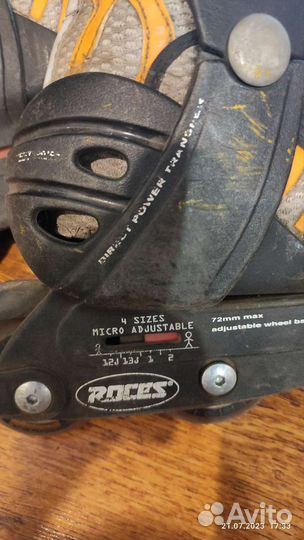 DIRECT POWER TRANSFER
4 SIZES
MICRO ADJUSTABLE
72mm max
adjustable wheel ba
12J 13J 1 2
ROCES
Avito
21.07.2023 17:33